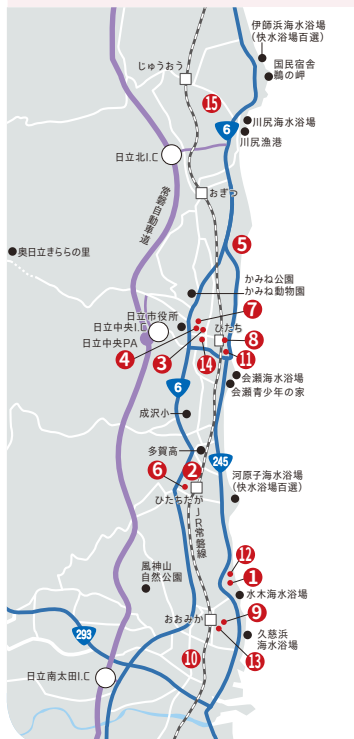 伊師浜海水浴場
(快水浴場百選)
国民宿舎
鵜の岬
じゅうおう
⑮
6
川尻海水浴場
川尻漁港
日立北I.C
常磐自動車道
おぎつ
⑤
奥日立きららの里
かみね公園
かみね動物園
⑦
日立市役所
日立中央I.C
日立中央PA
ひたち
⑧
④
③
⑭
⑪
会瀬海水浴場
会瀬青少年の家
6
成沢小
多賀高
245
⑥
②
ひたちたが
河原子海水浴場
(快水浴場百選)
JR常磐線
風神山
自然公園
⑫
①
水木海水浴場
おおみか
⑨
久慈浜
海水浴場
293
⑩
⑬
日立南太田I.C